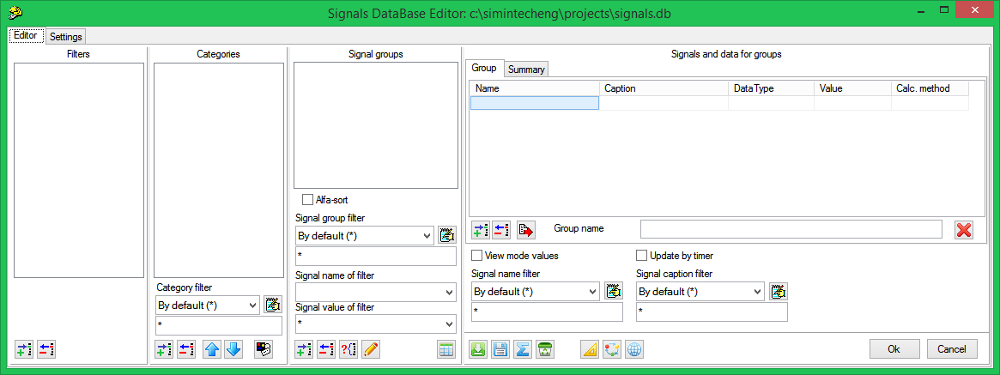 Signals DataBase Editor: c:\simintecheng\projects\signals.db
Editor Settings
Filters
Categories
Category filter
By default (*)
*
Signal groups
Alfa-sort
Signal group filter
By default (*)
*
Signal name of filter
Signal value of filter
*
Signals and data for groups
Group Summary
Name Caption DataType Value Calc. method
Group name
View mode values
Update by timer
Signal name filter
By default (*)
*
Signal caption filter
By default (*)
*
Ok Cancel